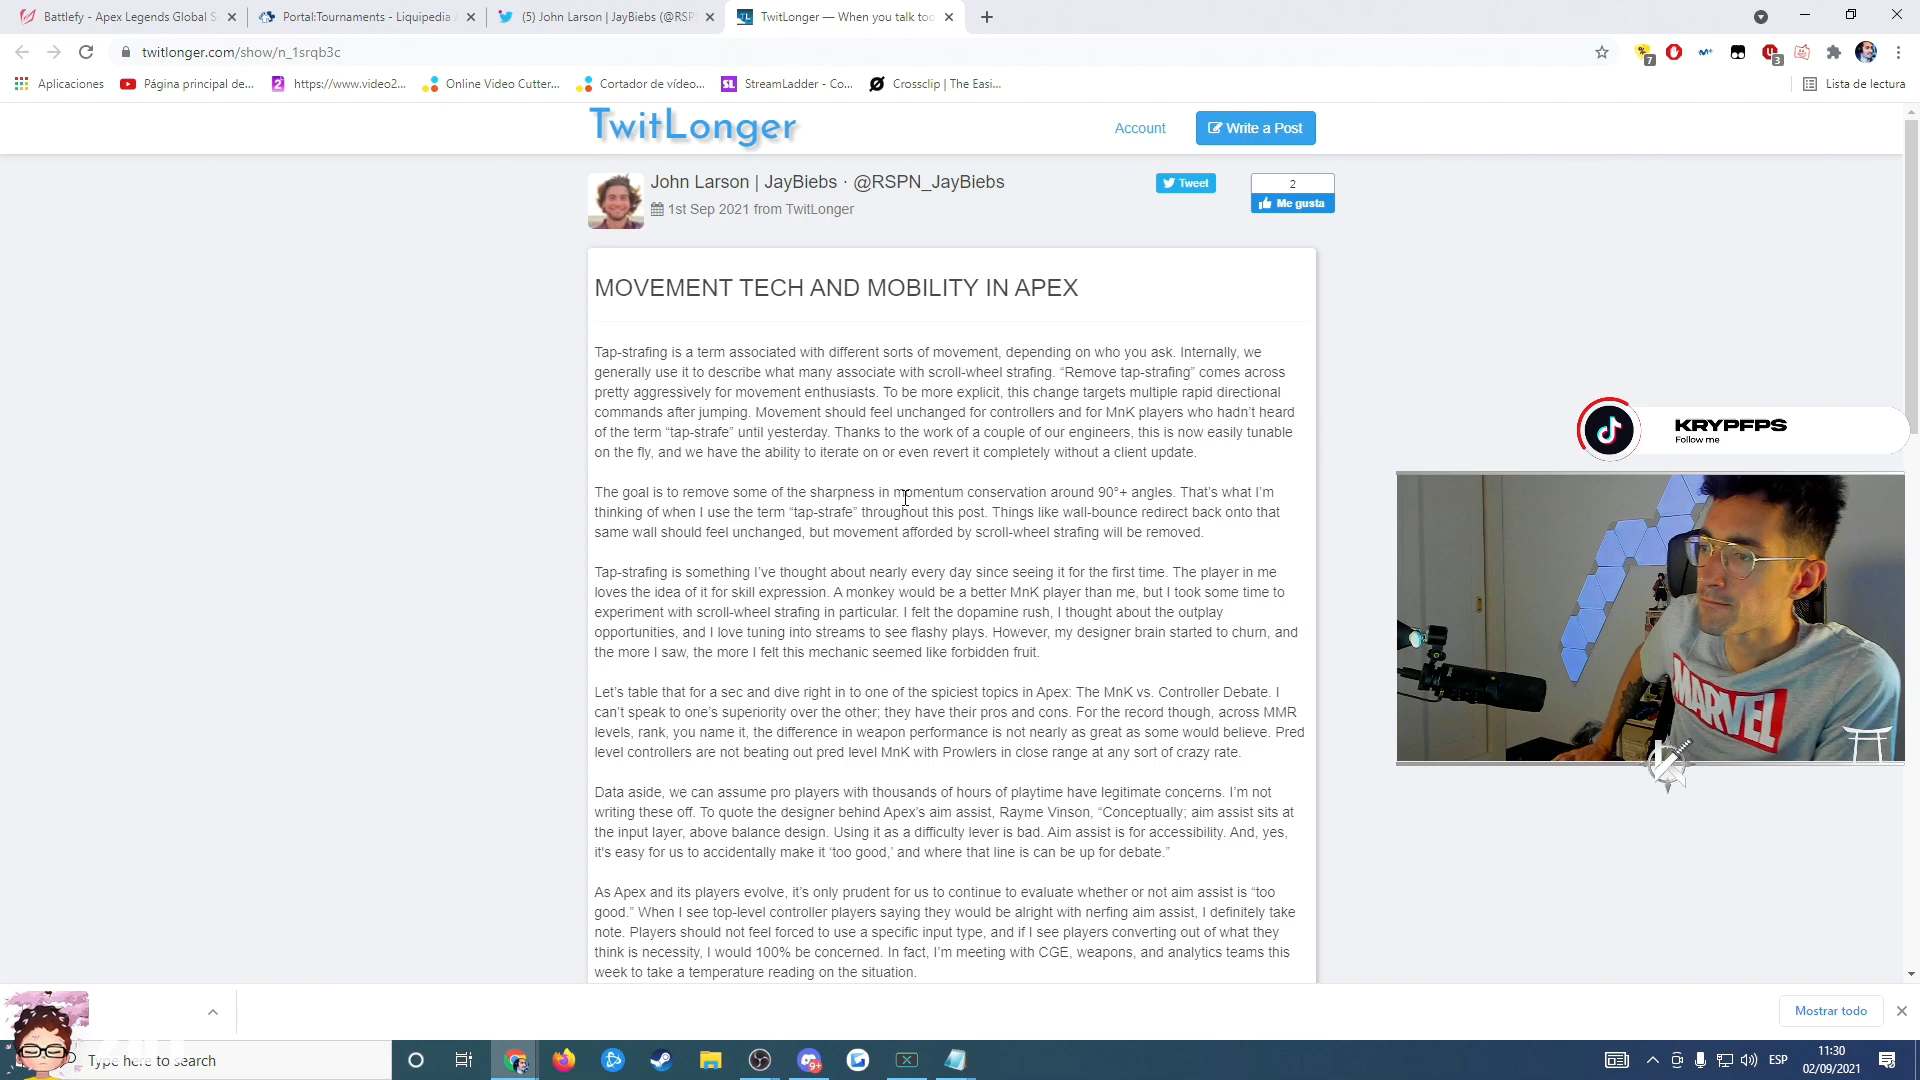 Battlefy - Apex Legends Global S
Portal:Tournaments - Liquipedia A
(5) John Larson | JayBiebs (@RSP
TwitLonger — When you talk too
twitlonger.com/show/n_1srqb3c
7
3
Aplicaciones
Página principal de...
https://www.video2...
Online Video Cutter...
Cortador de vídeo...
StreamLadder - Co...
Crossclip | The Easi...
Lista de lectura
TwitLonger
Account
Write a Post
John Larson | JayBiebs · @RSPN_JayBiebs
1st Sep 2021 from TwitLonger
Tweet
2
Me gusta
MOVEMENT TECH AND MOBILITY IN APEX
Tap-strafing is a term associated with different sorts of movement, depending on who you ask. Internally, we
generally use it to describe what many associate with scroll-wheel strafing. “Remove tap-strafing” comes across
pretty aggressively for movement enthusiasts. To be more explicit, this change targets multiple rapid directional
commands after jumping. Movement should feel unchanged for controllers and for MnK players who hadn’t heard
of the term “tap-strafe” until yesterday. Thanks to the work of a couple of our engineers, this is now easily tunable
on the fly, and we have the ability to iterate on or even revert it completely without a client update.
The goal is to remove some of the sharpness in momentum conservation around 90°+ angles. That’s what I’m
thinking of when I use the term “tap-strafe” throughout this post. Things like wall-bounce redirect back onto that
same wall should feel unchanged, but movement afforded by scroll-wheel strafing will be removed.
Tap-strafing is something I’ve thought about nearly every day since seeing it for the first time. The player in me
loves the idea of it for skill expression. A monkey would be a better MnK player than me, but I took some time to
experiment with scroll-wheel strafing in particular. I felt the dopamine rush, I thought about the outplay
opportunities, and I love tuning into streams to see flashy plays. However, my designer brain started to churn, and
the more I saw, the more I felt this mechanic seemed like forbidden fruit.
Let’s table that for a sec and dive right in to one of the spiciest topics in Apex: The MnK vs. Controller Debate. I
can’t speak to one’s superiority over the other; they have their pros and cons. For the record though, across MMR
levels, rank, you name it, the difference in weapon performance is not nearly as great as some would believe. Pred
level controllers are not beating out pred level MnK with Prowlers in close range at any sort of crazy rate.
Data aside, we can assume pro players with thousands of hours of playtime have legitimate concerns. I’m not
writing these off. To quote the designer behind Apex’s aim assist, Rayme Vinson, “Conceptually; aim assist sits at
the input layer, above balance design. Using it as a difficulty lever is bad. Aim assist is for accessibility. And, yes,
it's easy for us to accidentally make it ‘too good,’ and where that line is can be up for debate.”
As Apex and its players evolve, it’s only prudent for us to continue to evaluate whether or not aim assist is “too
good.” When I see top-level controller players saying they would be alright with nerfing aim assist, I definitely take
note. Players should not feel forced to use a specific input type, and if I see players converting out of what they
think is necessity, I would 100% be concerned. In fact, I’m meeting with CGE, weapons, and analytics teams this
week to take a temperature reading on the situation.
KRYPFPS
Follow me
MARVEL
Mostrar todo
Type here to search
9+
ESP
11:30
02/09/2021